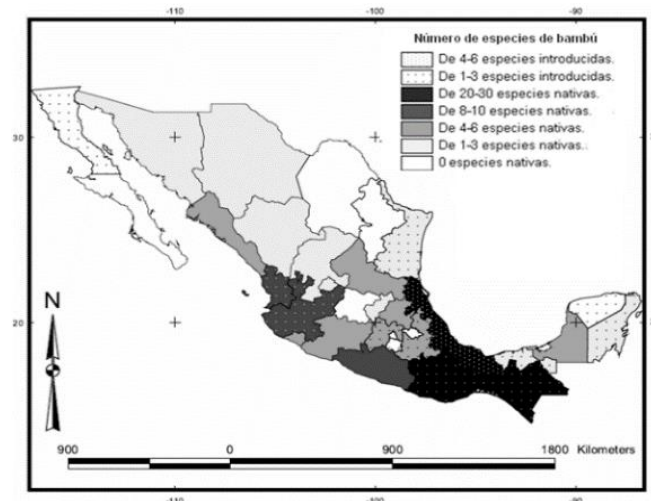 -110 -100 -90
Número de especies de bambú
De 4-6 especies introducidas.
De 1-3 especies introducidas.
De 20-30 especies nativas.
De 8-10 especies nativas.
De 4-6 especies nativas.
De 1-3 especies nativas..
0 especies nativas.
30
N
20 20
900 0 900 1800 Kilometers
-110 -100 -90